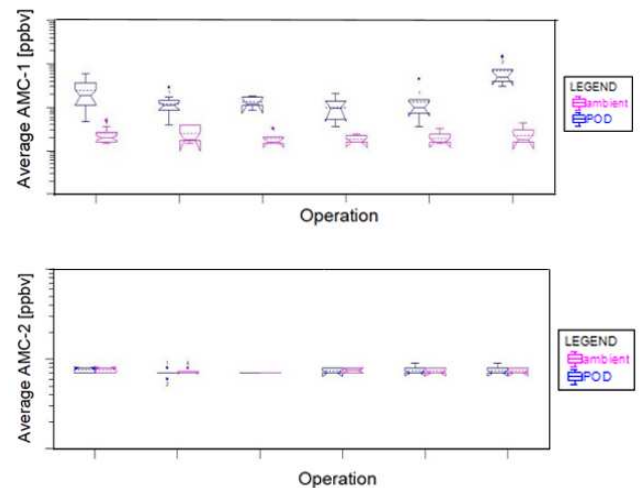 Average AMC-1 [ppbv]
LEGEND
ambient
POD
Operation
Average AMC-2 [ppbv]
LEGEND
ambient
POD
Operation